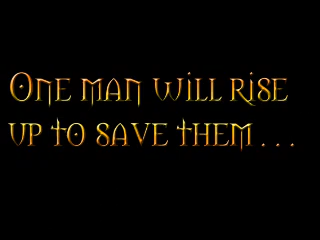 One man will rise
up to save them . . .